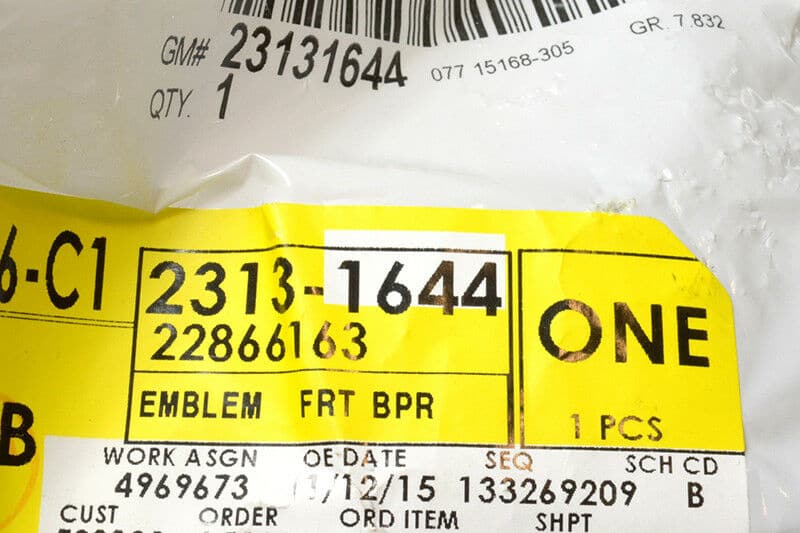 GM# 23131644 077 15168-305 GR. 7.832
QTY. 1
6-C1
2313-1644
22866163
ONE
EMBLEM FRT BPR
1 PCS
B
WORK ASGN OE DATE SEQ SCH CD
4969673 /12/15 133269209 B
CUST ORDER ORD ITEM SHPT